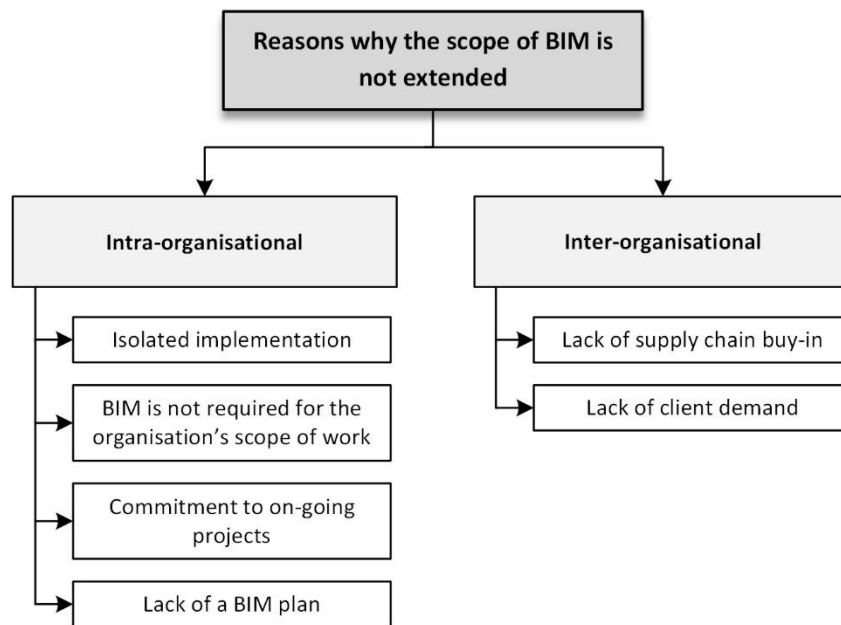 Reasons why the scope of BIM is
not extended
Intra-organisational
Inter-organisational
Isolated implementation
BIM is not required for the
organisation’s scope of work
Commitment to on-going
projects
Lack of a BIM plan
Lack of supply chain buy-in
Lack of client demand